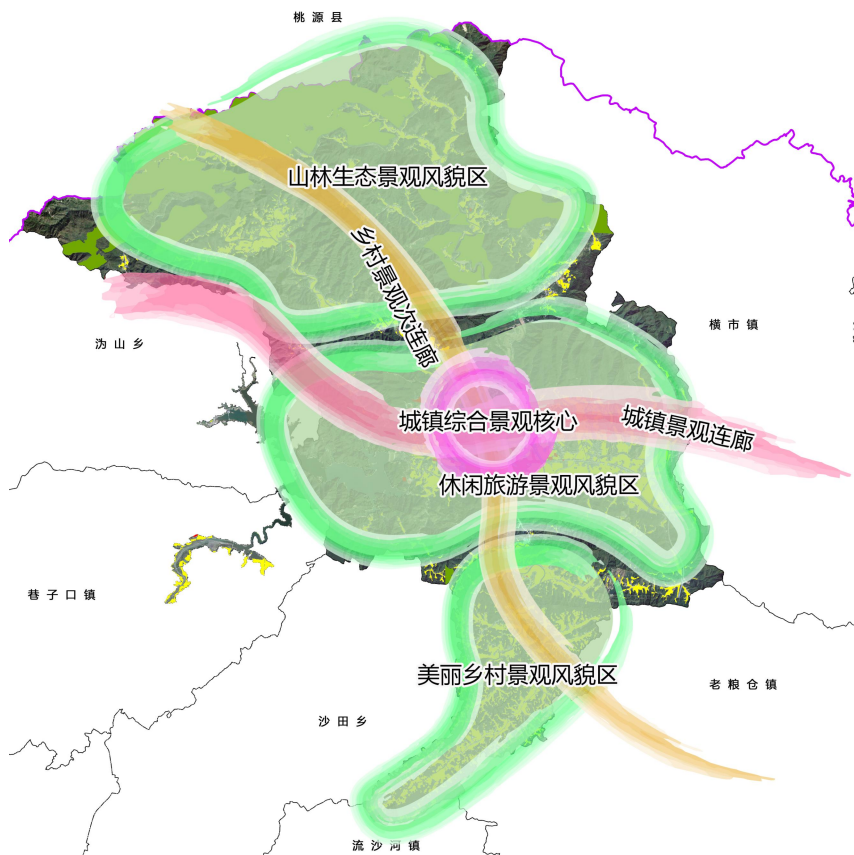 桃源县
山林生态景观风貌区
乡村景观次连廊
横市镇
沩山乡
城镇综合景观核心
城镇景观连廊
休闲旅游景观风貌区
巷子口镇
美丽乡村景观风貌区
老粮仓镇
沙田乡
流沙河镇